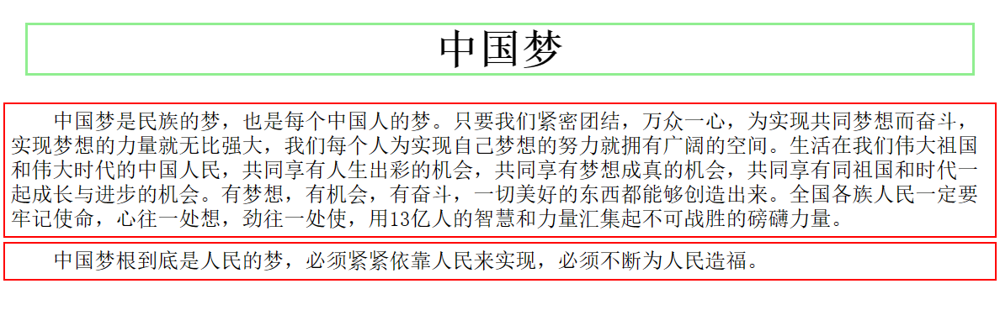 中国梦
中国梦是民族的梦，也是每个中国人的梦。只要我们紧密团结，万众一心，为实现共同梦想而奋斗，
实现梦想的力量就无比强大，我们每个人为实现自己梦想的努力就拥有广阔的空间。生活在我们伟大祖国
和伟大时代的中国人民，共同享有人生出彩的机会，共同享有梦想成真的机会，共同享有同祖国和时代一
起成长与进步的机会。有梦想，有机会，有奋斗，一切美好的东西都能够创造出来。全国各族人民一定要
牢记使命，心往一处想，劲往一处使，用13亿人的智慧和力量汇集起不可战胜的磅礴力量。
中国梦根到底是人民的梦，必须紧紧依靠人民来实现，必须不断为人民造福。